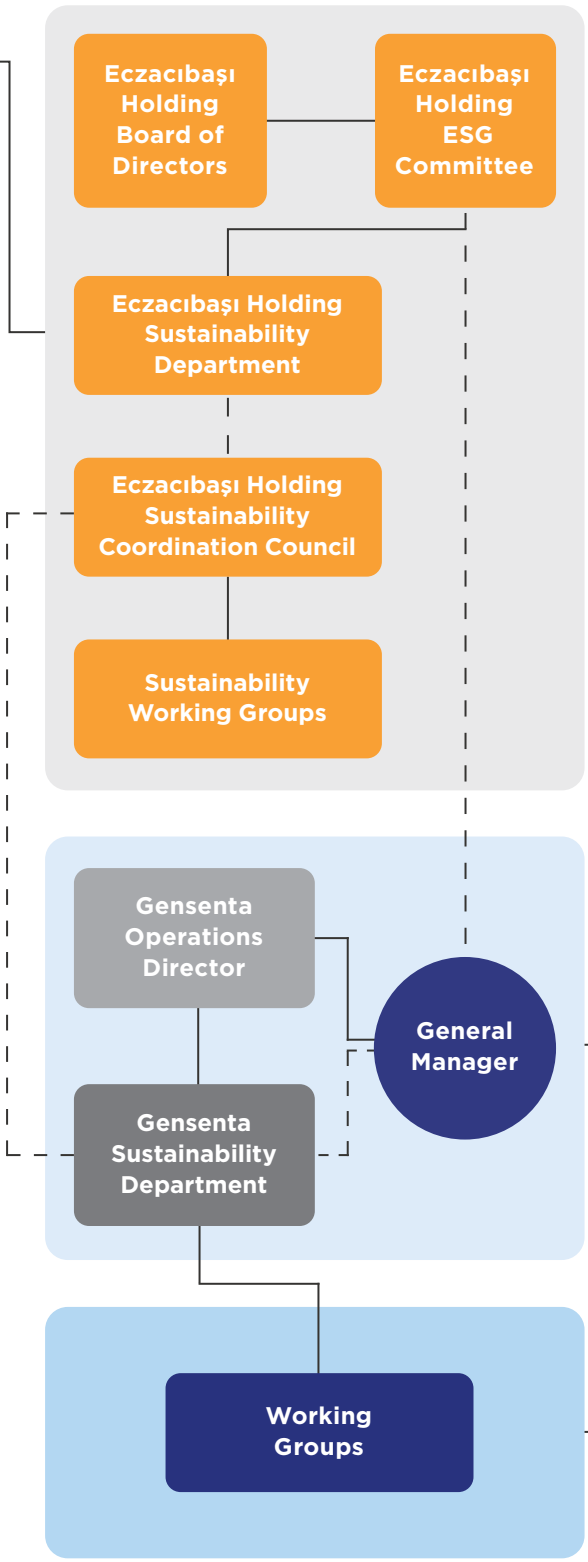 Eczacıbaşı
Holding
Board of
Directors
Eczacıbaşı
Holding
ESG
Committee
Eczacıbaşı Holding
Sustainability
Department
Eczacıbaşı Holding
Sustainability
Coordination Council
Sustainability
Working Groups
Gensenta
Operations
Director
General
Manager
Gensenta
Sustainability
Department
Working
Groups